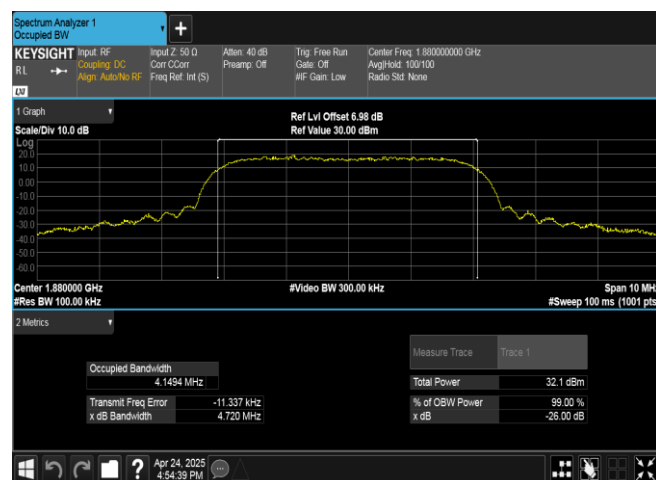 Spectrum Analyzer 1
Occupied BW
+
KEYSIGHT
R L
LXI
Input: RF
Coupling: DC
Align: Auto/No RF
Input Z: 50 Ω
Corr CCorr
Freq Ref: Int (S)
Atten: 40 dB
Preamp: Off
Trig: Free Run
Gate: Off
#IF Gain: Low
Center Freq: 1.880000000 GHz
Avg|Hold: 100/100
Radio Std: None
1 Graph
Scale/Div 10.0 dB
Ref Lvl Offset 6.98 dB
Ref Value 30.00 dBm
Log
20.0
10.0
0.00
-10.0
-20.0
-30.0
-40.0
-50.0
-60.0
Center 1.880000 GHz
#Res BW 100.00 kHz
#Video BW 300.00 kHz
Span 10 MHz
#Sweep 100 ms (1001 pts
2 Metrics
Measure Trace
Trace 1
Occupied Bandwidth
4.1494 MHz
Total Power
32.1 dBm
Transmit Freq Error
-11.337 kHz
% of OBW Power
99.00 %
x dB Bandwidth
4.720 MHz
x dB
-26.00 dB
?
Apr 24, 2025
4:54:39 PM